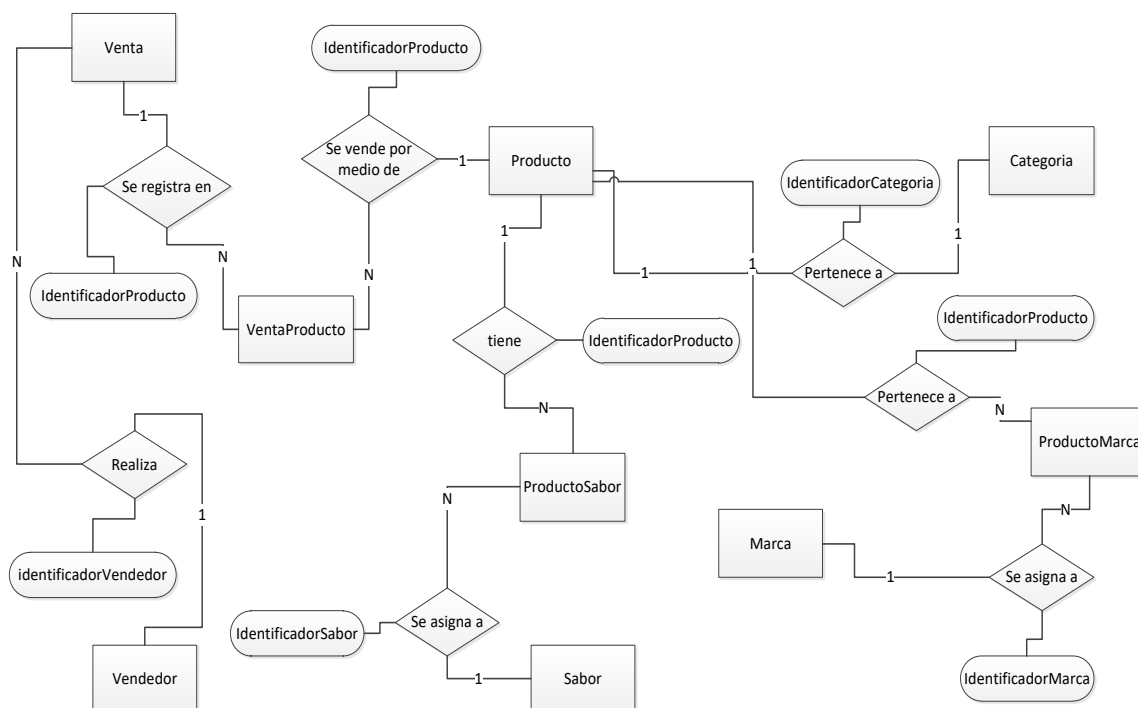 Venta
IdentificadorProducto
1
Se vende por
medio de
1
Producto
Categoria
IdentificadorCategoria
Se registra en
1
1
N
N
N
IdentificadorProducto
1
1
Pertenece a
VentaProducto
IdentificadorProducto
tiene
IdentificadorProducto
Pertenece a
N
N
ProductoMarca
Realiza
ProductoSabor
N
N
1
Marca
identificadorVendedor
1
Se asigna a
Se asigna a
IdentificadorSabor
Vendedor
1
Sabor
IdentificadorMarca